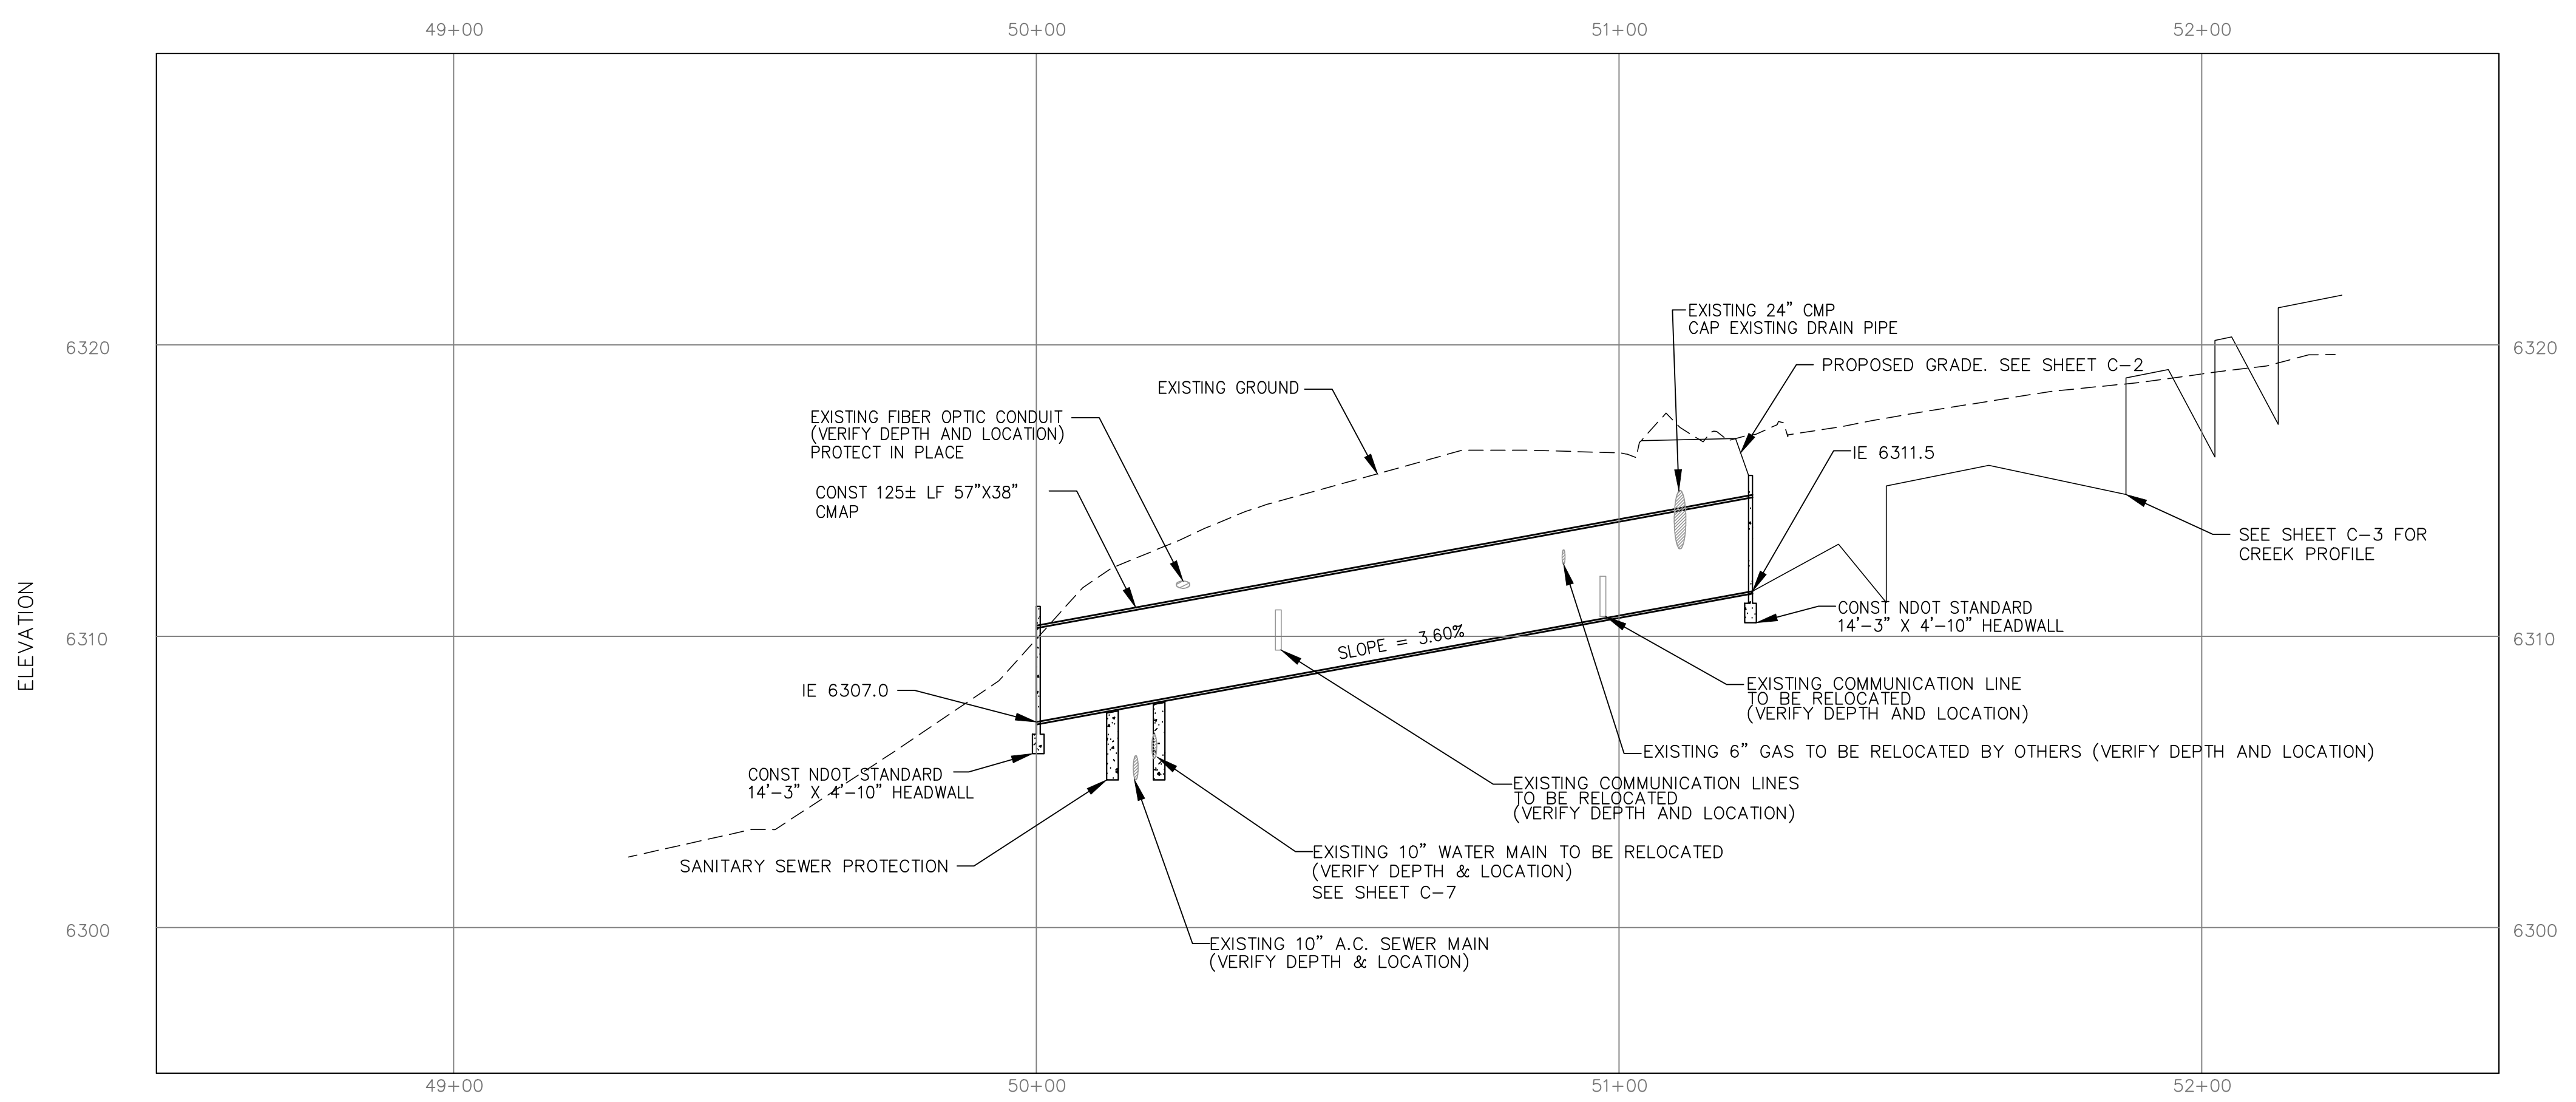 49+00
50+00
51+00
52+00
EXISTING 24" CMP
CAP EXISTING DRAIN PIPE
6320
6320
PROPOSED GRADE. SEE SHEET C-2
EXISTING GROUND
EXISTING FIBER OPTIC CONDUIT
(VERIFY DEPTH AND LOCATION)
PROTECT IN PLACE
IE 6311.5
CONST 125± LF 57"X38"
CMAP
SEE SHEET C-3 FOR
CREEK PROFILE
CONST NDOT STANDARD
14'-3" X 4'-10" HEADWALL
ELEVATION
6310
6310
SLOPE = 3.60%
IE 6307.0
EXISTING COMMUNICATION LINE
TO BE RELOCATED
(VERIFY DEPTH AND LOCATION)
EXISTING 6" GAS TO BE RELOCATED BY OTHERS (VERIFY DEPTH AND LOCATION)
CONST NDOT STANDARD
14'-3" X 4'-10" HEADWALL
EXISTING COMMUNICATION LINES
TO BE RELOCATED
(VERIFY DEPTH AND LOCATION)
SANITARY SEWER PROTECTION
EXISTING 10" WATER MAIN TO BE RELOCATED
(VERIFY DEPTH & LOCATION)
SEE SHEET C-7
6300
6300
EXISTING 10" A.C. SEWER MAIN
(VERIFY DEPTH & LOCATION)
49+00
50+00
51+00
52+00